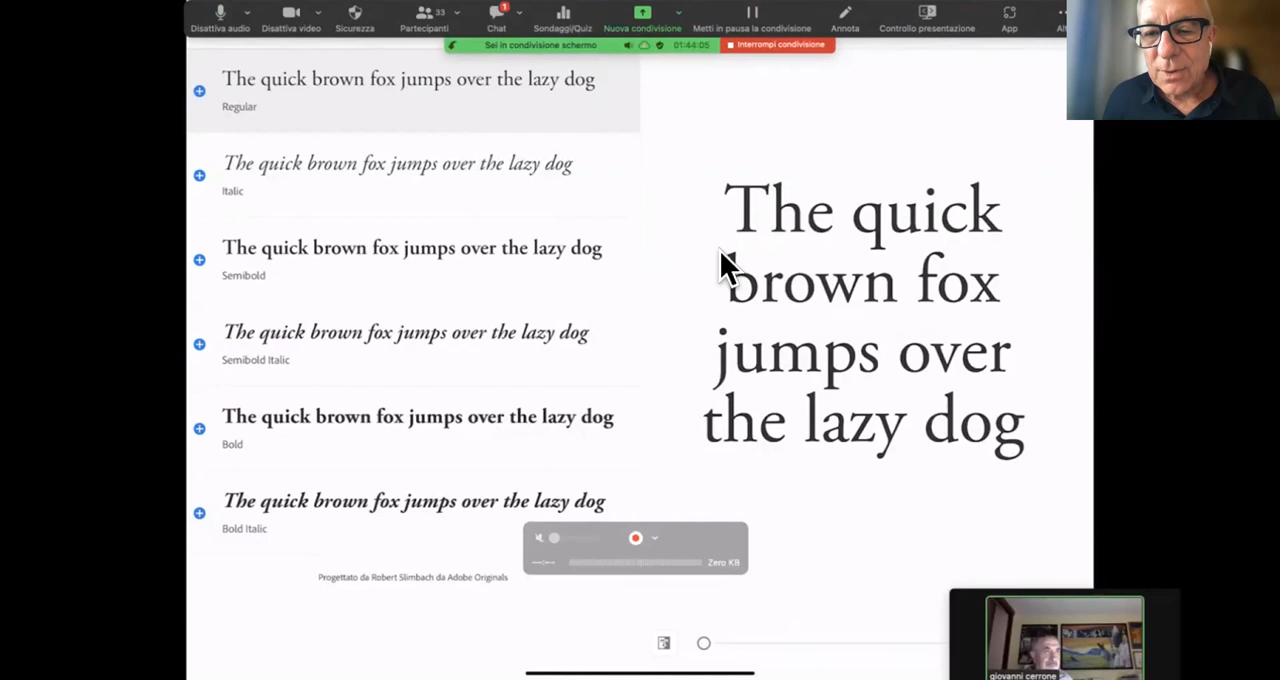 33
1
Disattiva audio
Disattiva video
Sicurezza
Partecipanti
Chat
Sondaggi/Quiz
Nuova condivisione
Metti in pausa la condivisione
Annota
Controllo presentazione
App
Sei in condivisione schermo
01:44:05
Interrompi condivisione
The quick brown fox jumps over the lazy dog
Regular
The quick brown fox jumps over the lazy dog
Italic
The quick brown fox jumps over the lazy dog
Semibold
The quick brown fox jumps over the lazy dog
Semibold Italic
The quick brown fox jumps over the lazy dog
Bold
The quick brown fox jumps over the lazy dog
Bold Italic
Progettato da Robert Slimbach da Adobe Originals
The quick
brown fox
jumps over
the lazy dog
--:--
Zero KB
giovanni cerrone